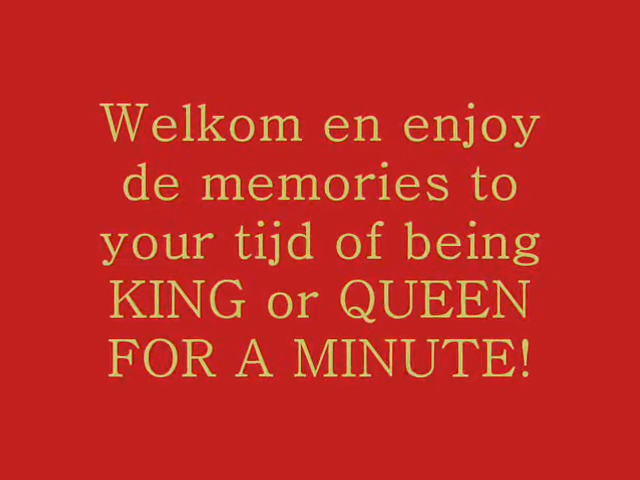 Welkom en enjoy
de memories to
your tijd of being
KING or QUEEN
FOR A MINUTE!